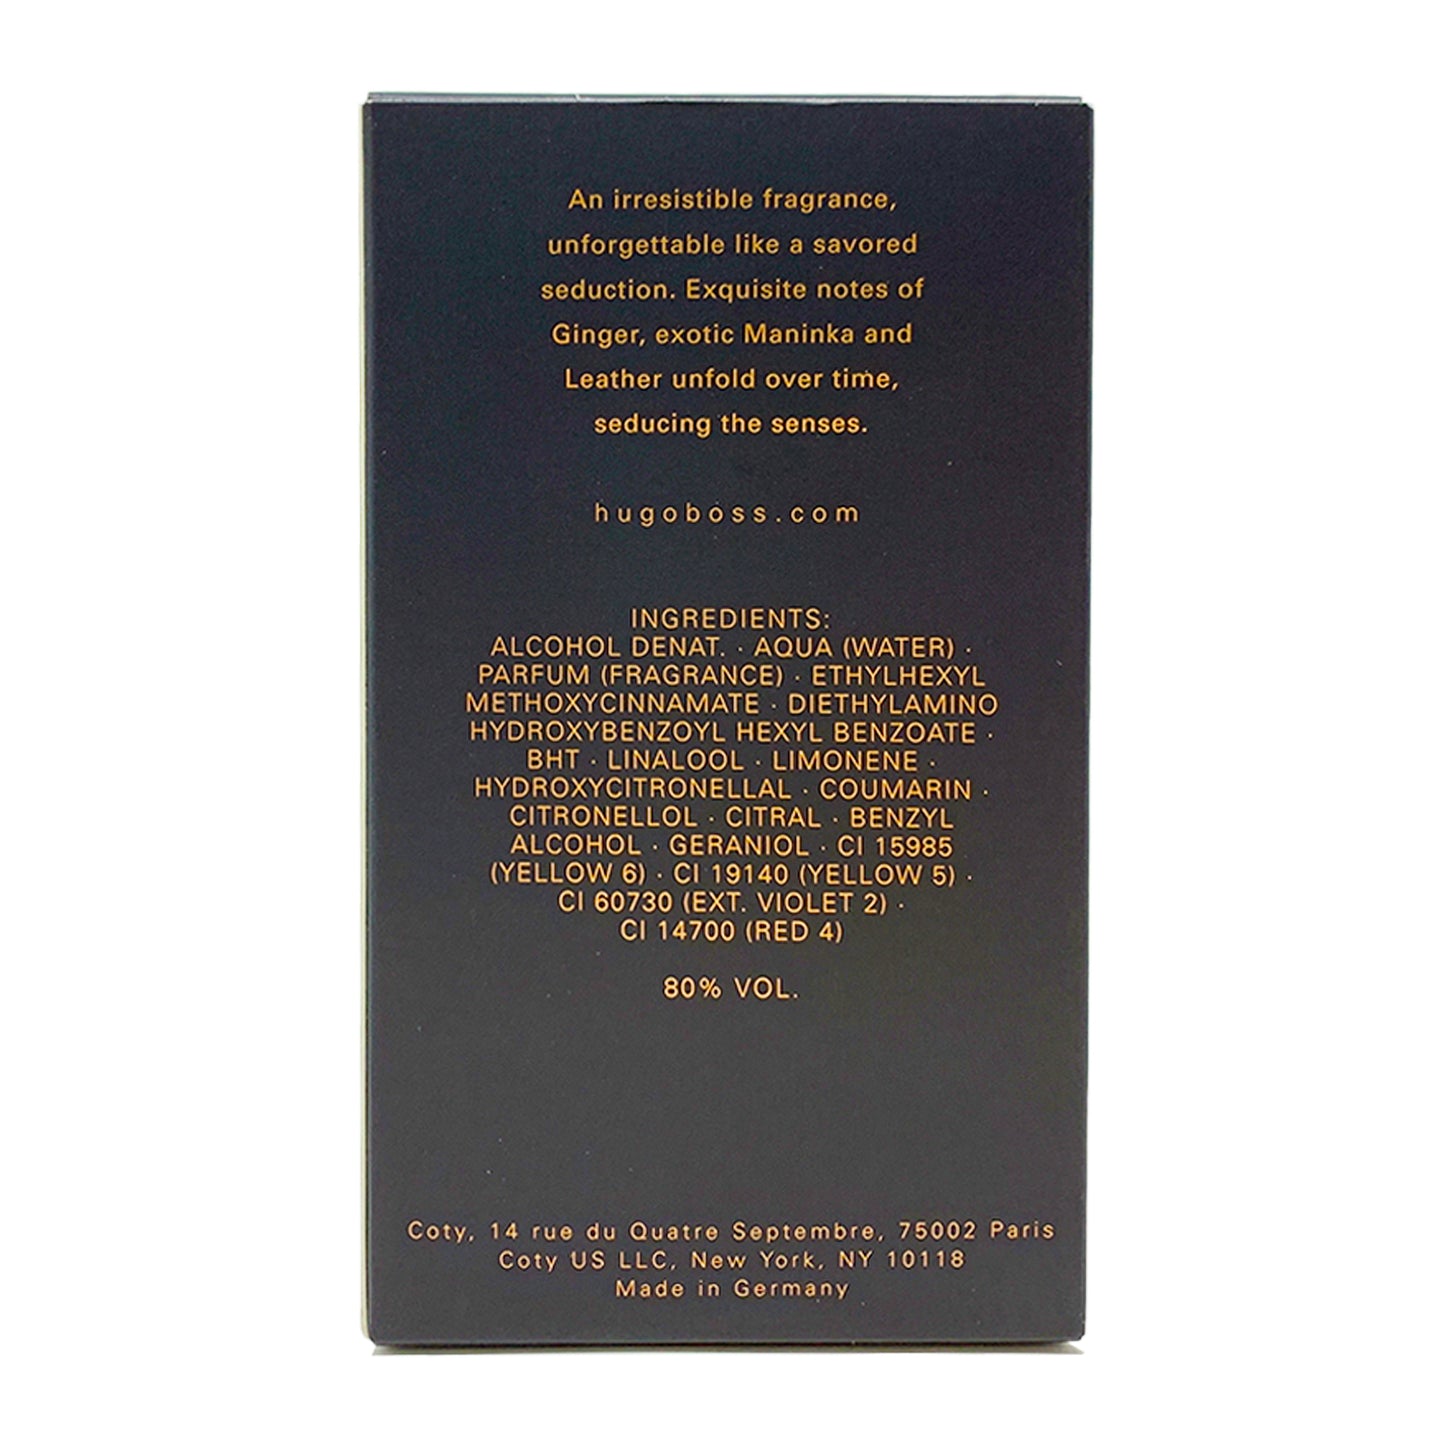 An irresistible fragrance,
unforgettable like a savored
seduction. Exquisite notes of
Ginger, exotic Maninka and
Leather unfold over time,
seducing the senses.
hugoboss.com
INGREDIENTS:
ALCOHOL DENAT. · AQUA (WATER) ·
PARFUM (FRAGRANCE) · ETHYLHEXYL
METHOXYCINNAMATE · DIETHYLAMINO
HYDROXYBENZOYL HEXYL BENZOATE ·
BHT · LINALOOL · LIMONENE ·
HYDROXYCITRONELLAL · COUMARIN ·
CITRONELLOL · CITRAL · BENZYL
ALCOHOL · GERANIOL · CI 15985
(YELLOW 6) · CI 19140 (YELLOW 5) ·
CI 60730 (EXT. VIOLET 2) ·
CI 14700 (RED 4)
80% VOL.
Coty, 14 rue du Quatre Septembre, 75002 Paris
Coty US LLC, New York, NY 10118
Made in Germany